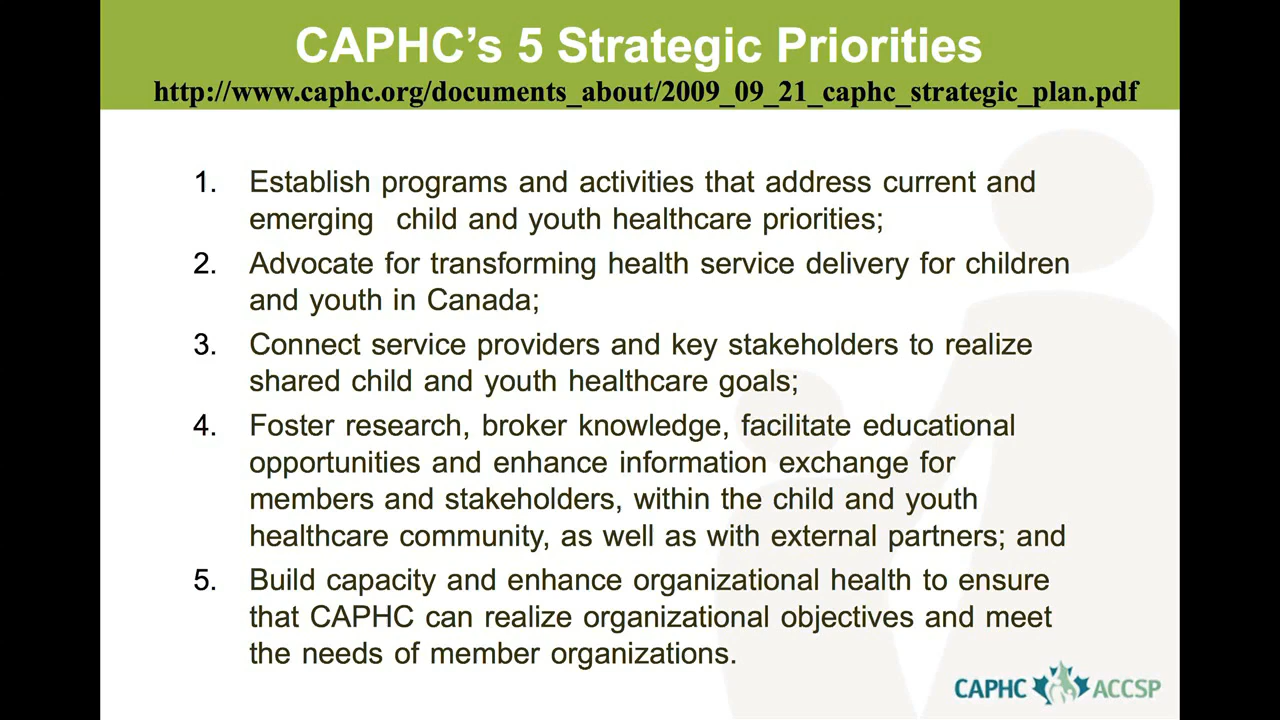 CAPHC's 5 Strategic Priorities
http://www.caphc.org/documents_about/2009_09_21_caphc_strategic_plan.pdf
1. Establish programs and activities that address current and
emerging child and youth healthcare priorities;
2. Advocate for transforming health service delivery for children
and youth in Canada;
3. Connect service providers and key stakeholders to realize
shared child and youth healthcare goals;
4. Foster research, broker knowledge, facilitate educational
opportunities and enhance information exchange for
members and stakeholders, within the child and youth
healthcare community, as well as with external partners; and
5. Build capacity and enhance organizational health to ensure
that CAPHC can realize organizational objectives and meet
the needs of member organizations.
CAPHC ACCSP